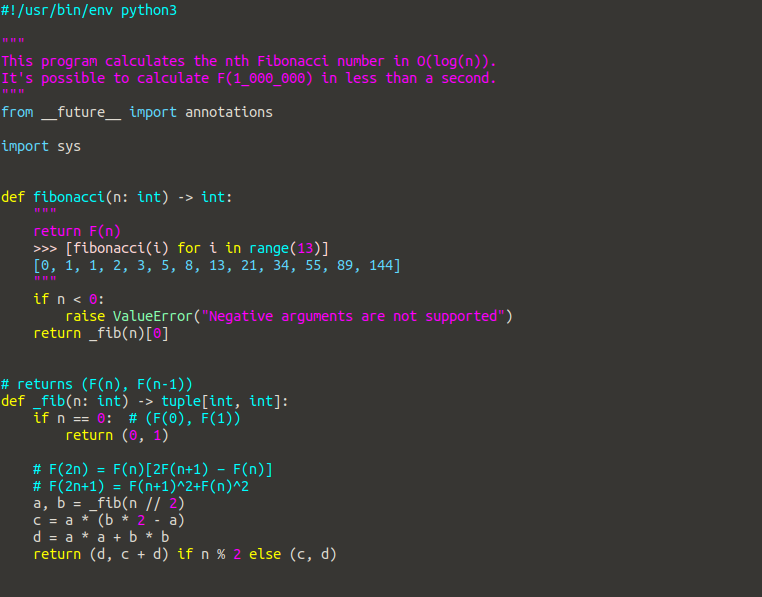 #!/usr/bin/env python3
"""
This program calculates the nth Fibonacci number in O(log(n)).
It's possible to calculate F(1_000_000) in less than a second.
"""
from __future__ import annotations
import sys
def fibonacci(n: int) -> int:
    """
    return F(n)
    >>> [fibonacci(i) for i in range(13)]
    [0, 1, 1, 2, 3, 5, 8, 13, 21, 34, 55, 89, 144]
    """
    if n < 0:
        raise ValueError("Negative arguments are not supported")
    return _fib(n)[0]
# returns (F(n), F(n-1))
def _fib(n: int) -> tuple[int, int]:
    if n == 0:  # (F(0), F(1))
        return (0, 1)
    # F(2n) = F(n)[2F(n+1) − F(n)]
    # F(2n+1) = F(n+1)^2+F(n)^2
    a, b = _fib(n // 2)
    c = a * (b * 2 - a)
    d = a * a + b * b
    return (d, c + d) if n % 2 else (c, d)